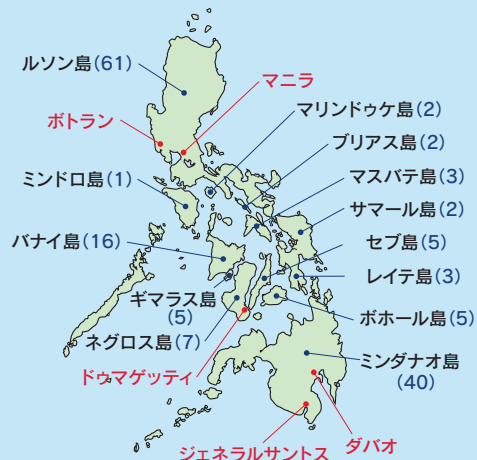 ルソン島(61)
マニラ
ボトラン
マリンドゥケ島(2)
ブリアス島(2)
ミンドロ島(1)
マスバテ島(3)
サマール島(2)
バナイ島(16)
セブ島(5)
レイテ島(3)
ギマラス島
(5)
ボホール島(5)
ネグロス島(7)
ミンダナオ島
(40)
ドゥマゲッティ
ダバオ
ジェネラルサントス